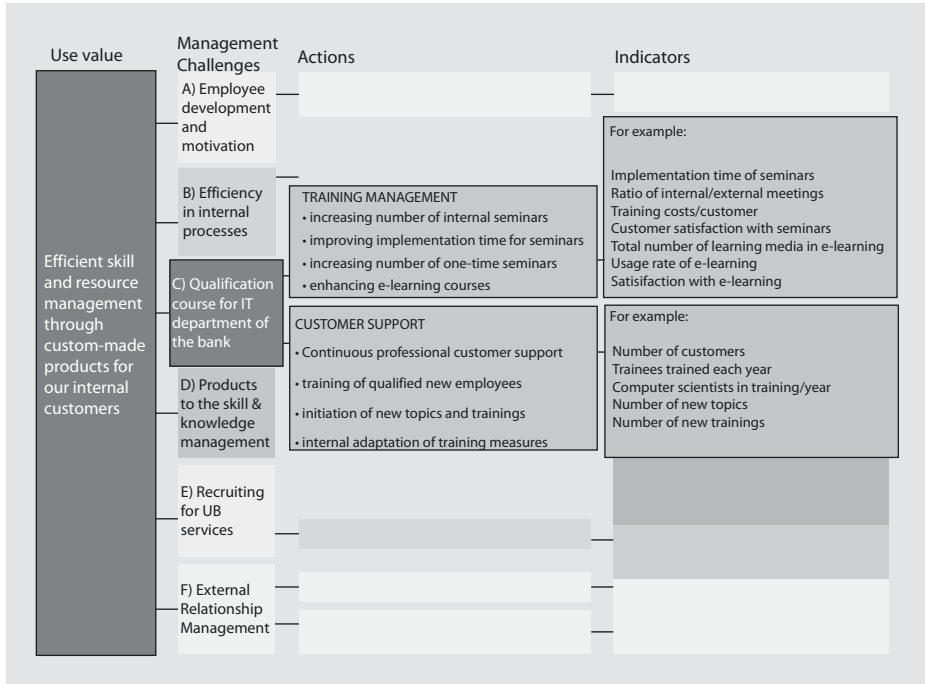 Use value
Management
Challenges
Actions
Indicators
Efficient skill
and resource
management
through
custom-made
products for
our internal
customers
A) Employee
development
and
motivation
B) Efficiency
in internal
processes
C) Qualification
course for IT
department of
the bank
D) Products
to the skill &
knowledge
management
E) Recruiting
for UB
services
F) External
Relationship
Management
TRAINING MANAGEMENT
• increasing number of internal seminars
• improving implementation time for seminars
• increasing number of one-time seminars
• enhancing e-learning courses
CUSTOMER SUPPORT
• Continuous professional customer support
• training of qualified new employees
• initiation of new topics and trainings
• internal adaptation of training measures
For example:
Implementation time of seminars
Ratio of internal/external meetings
Training costs/customer
Customer satisfaction with seminars
Total number of learning media in e-learning
Usage rate of e-learning
Satisifaction with e-learning
For example:
Number of customers
Trainees trained each year
Computer scientists in training/year
Number of new topics
Number of new trainings